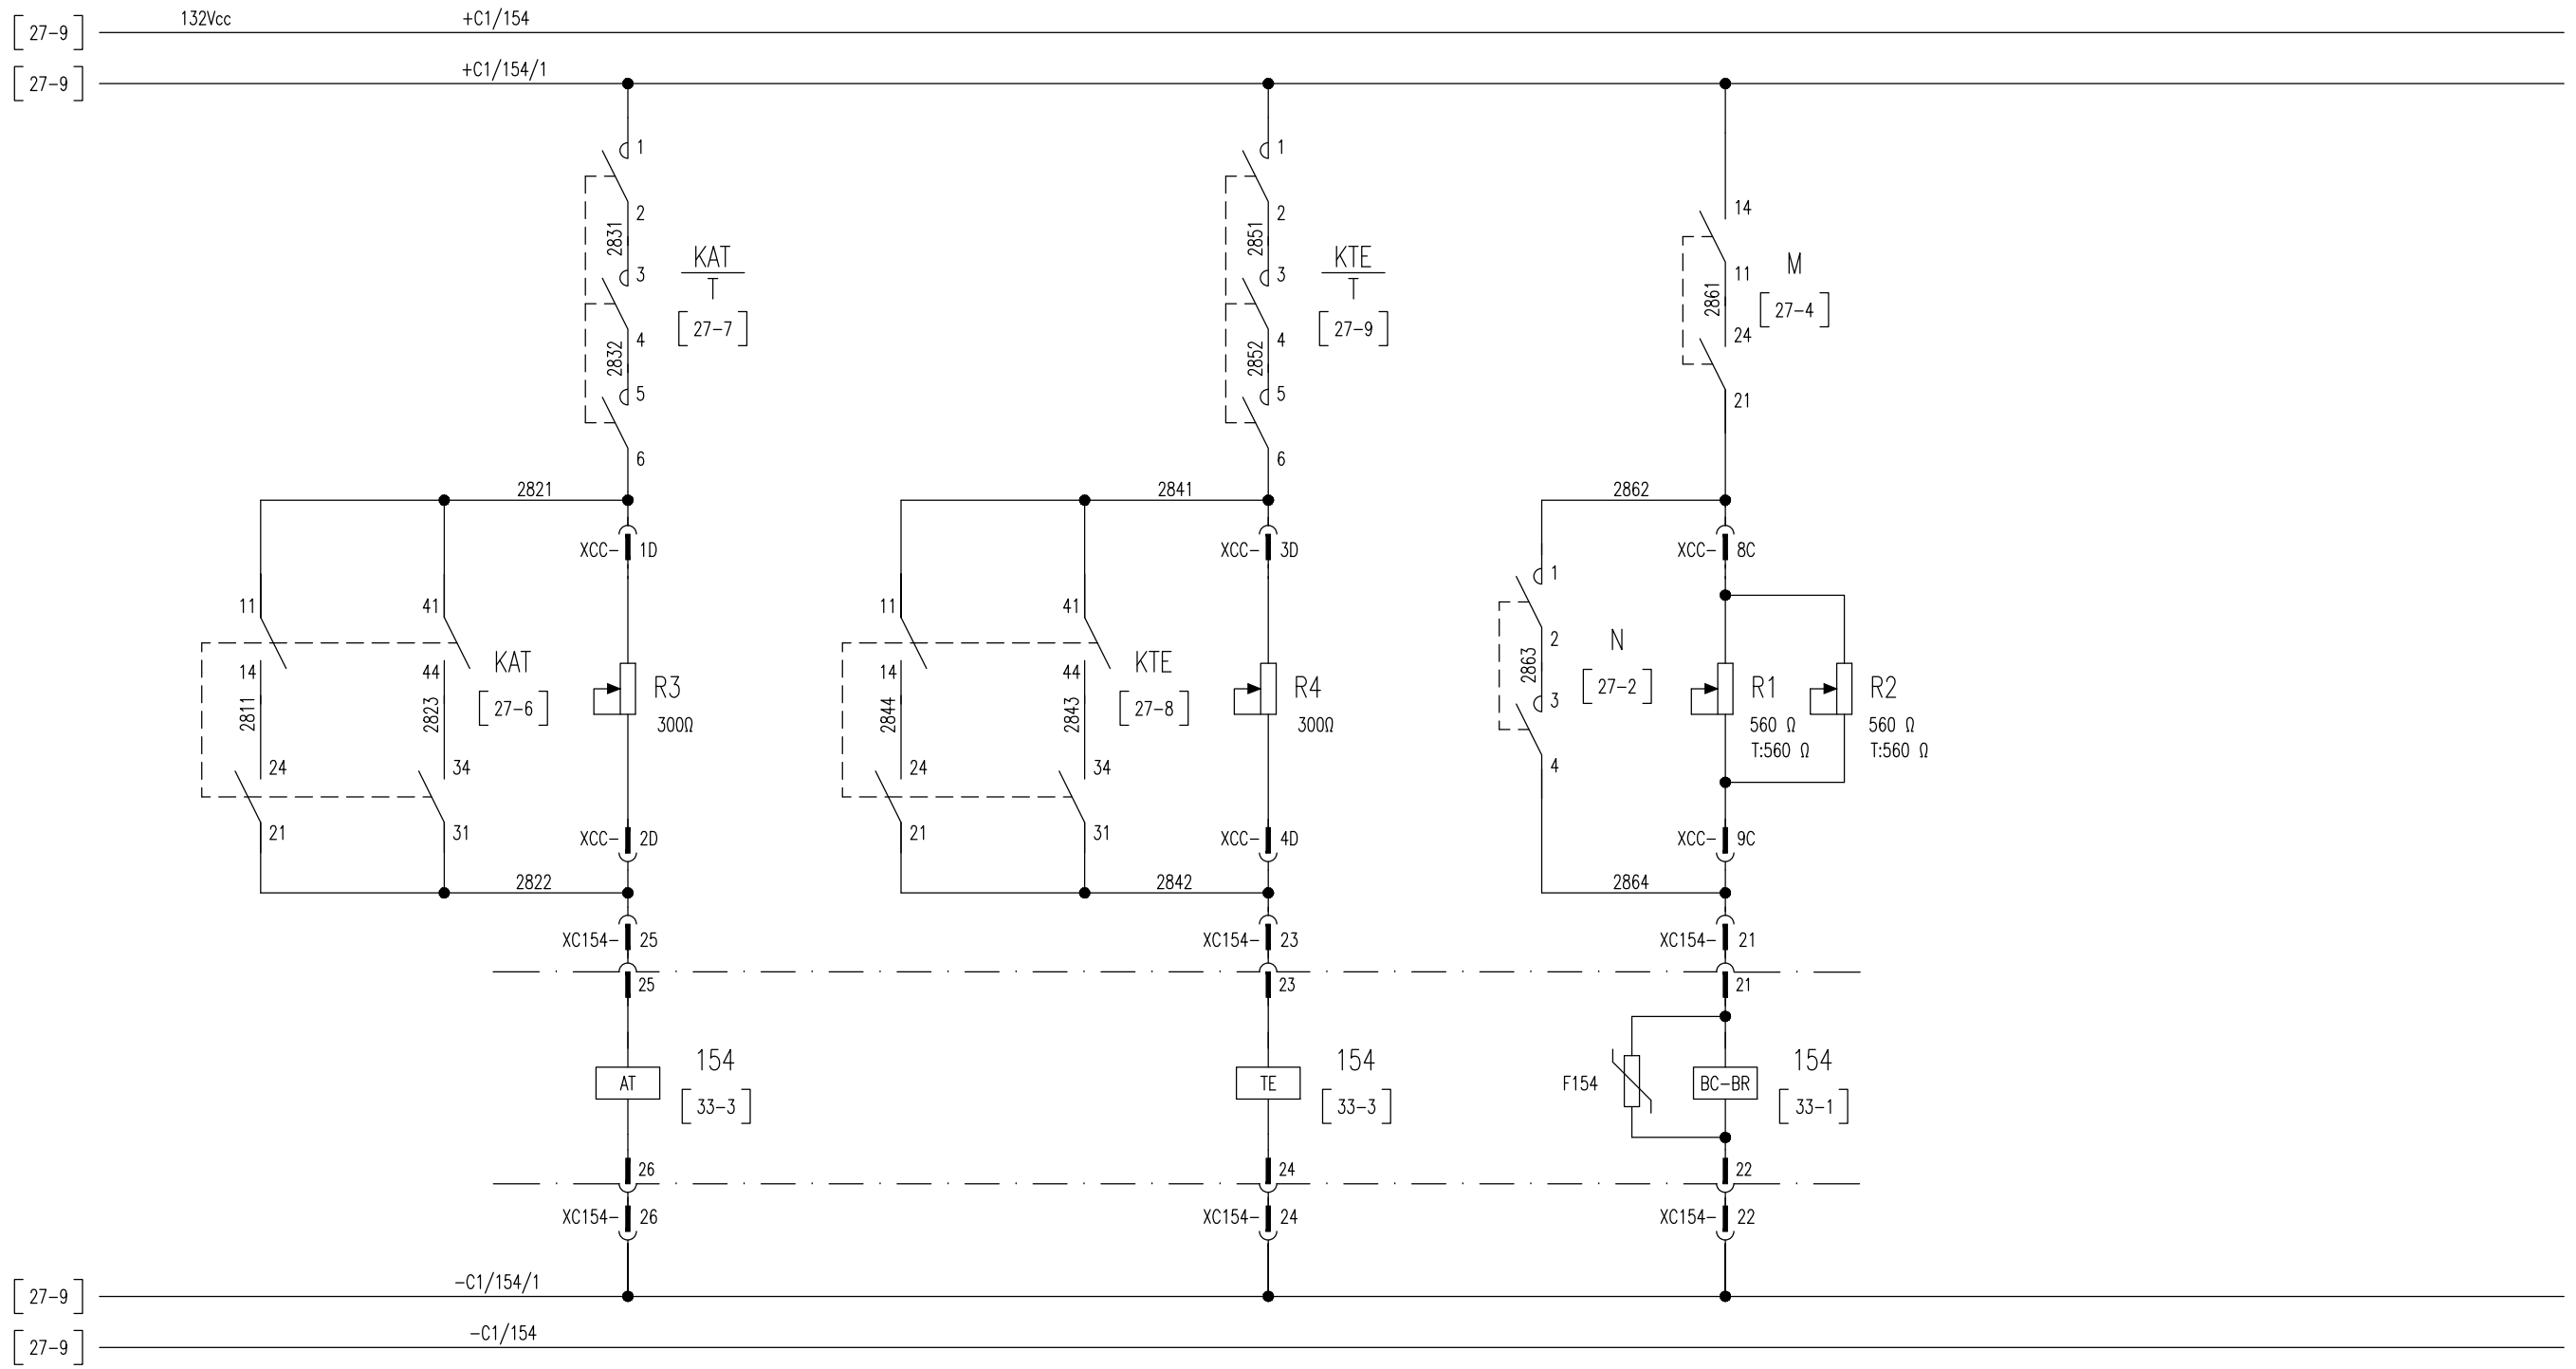 [27-9] 132Vcc +C1/154
[27-9] +C1/154/1
1 1
2 2 14
2831 2851
KAT KTE M
3 3 11
T T
2861 [27-4]
[27-7] [27-9]
4 4 24
2832 2852
5 5 21
6 6
2821 2841 2862
XCC- 1D XCC- 3D XCC- 8C
1
11 41 11 41
2 N
KAT KTE
14 44 14 44
2863 [27-2]
R3 R4 R1 R2
3
2811 2823 [27-6] 2844 2843 [27-8]
300Ω 300Ω 560 Ω 560 Ω
T:560 Ω T:560 Ω
24 34 24 34 4
21 31 21 31
XCC- 2D XCC- 4D XCC- 9C
2822 2842 2864
XC154- 25 XC154- 23 XC154- 21
25 23 21
154 154 154
AT TE F154 BC-BR
[33-3] [33-3] [33-1]
26 24 22
XC154- 26 XC154- 24 XC154- 22
[27-9] -C1/154/1
[27-9] -C1/154